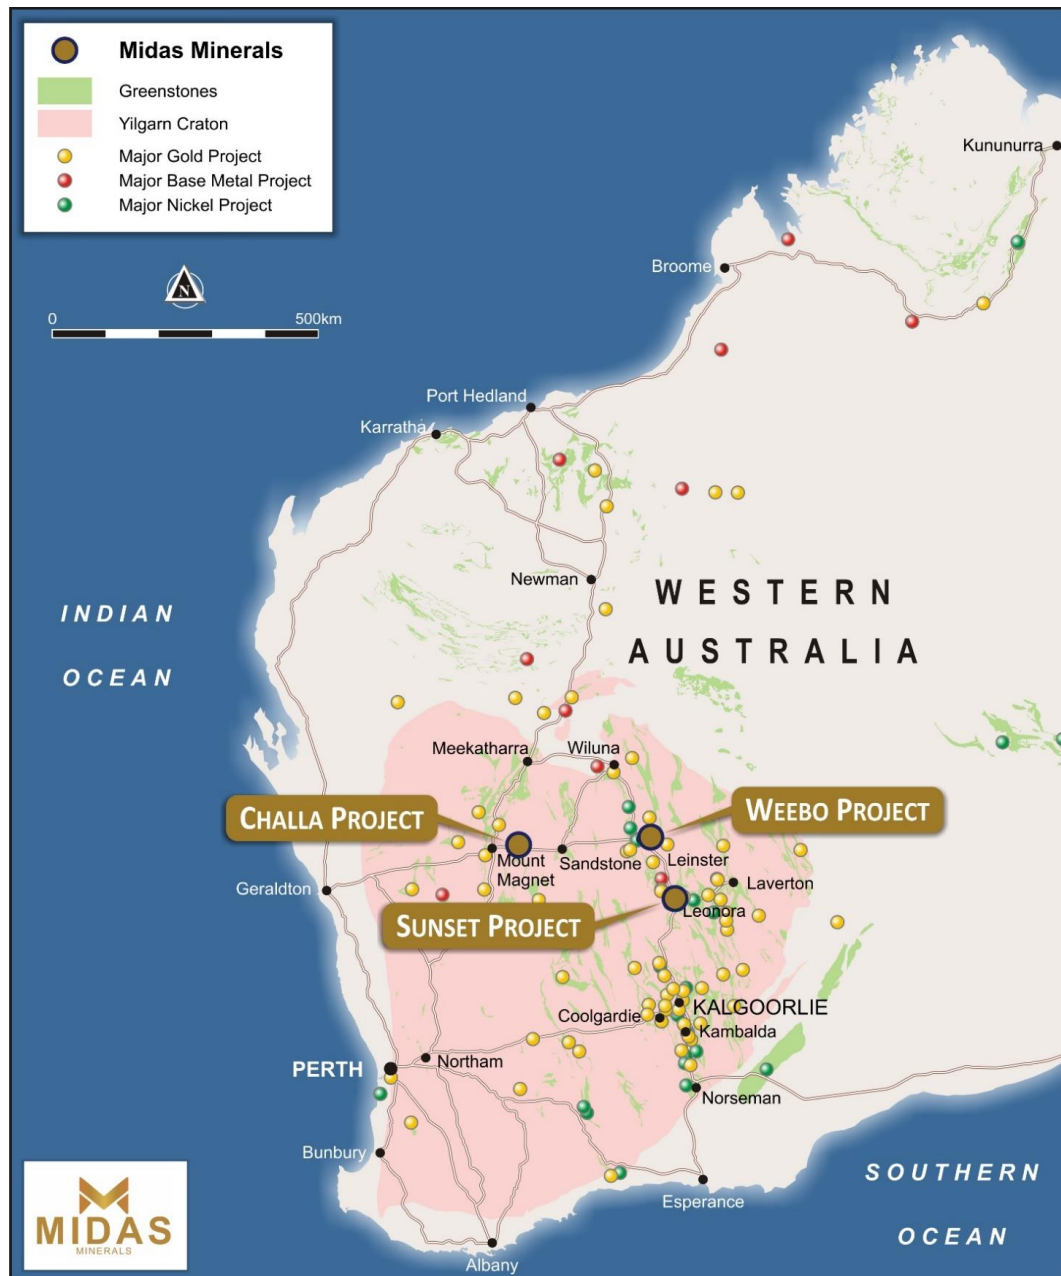 Midas Minerals
Greenstones
Yilgarn Craton
Major Gold Project
Major Base Metal Project
Major Nickel Project
N
0 500km
Kununurra
Broome
Port Hedland
Karratha
Newman
WESTERN
AUSTRALIA
INDIAN
OCEAN
Meekatharra
Wiluna
CHALLA PROJECT
WEEBO PROJECT
Mount
Magnet
Sandstone
Leinster
Geraldton
Laverton
SUNSET PROJECT
Leonora
KALGOORLIE
Coolgardie
Kambalda
PERTH
Northam
Norseman
Bunbury
Esperance
Albany
SOUTHERN
OCEAN
MIDAS
MINERALS